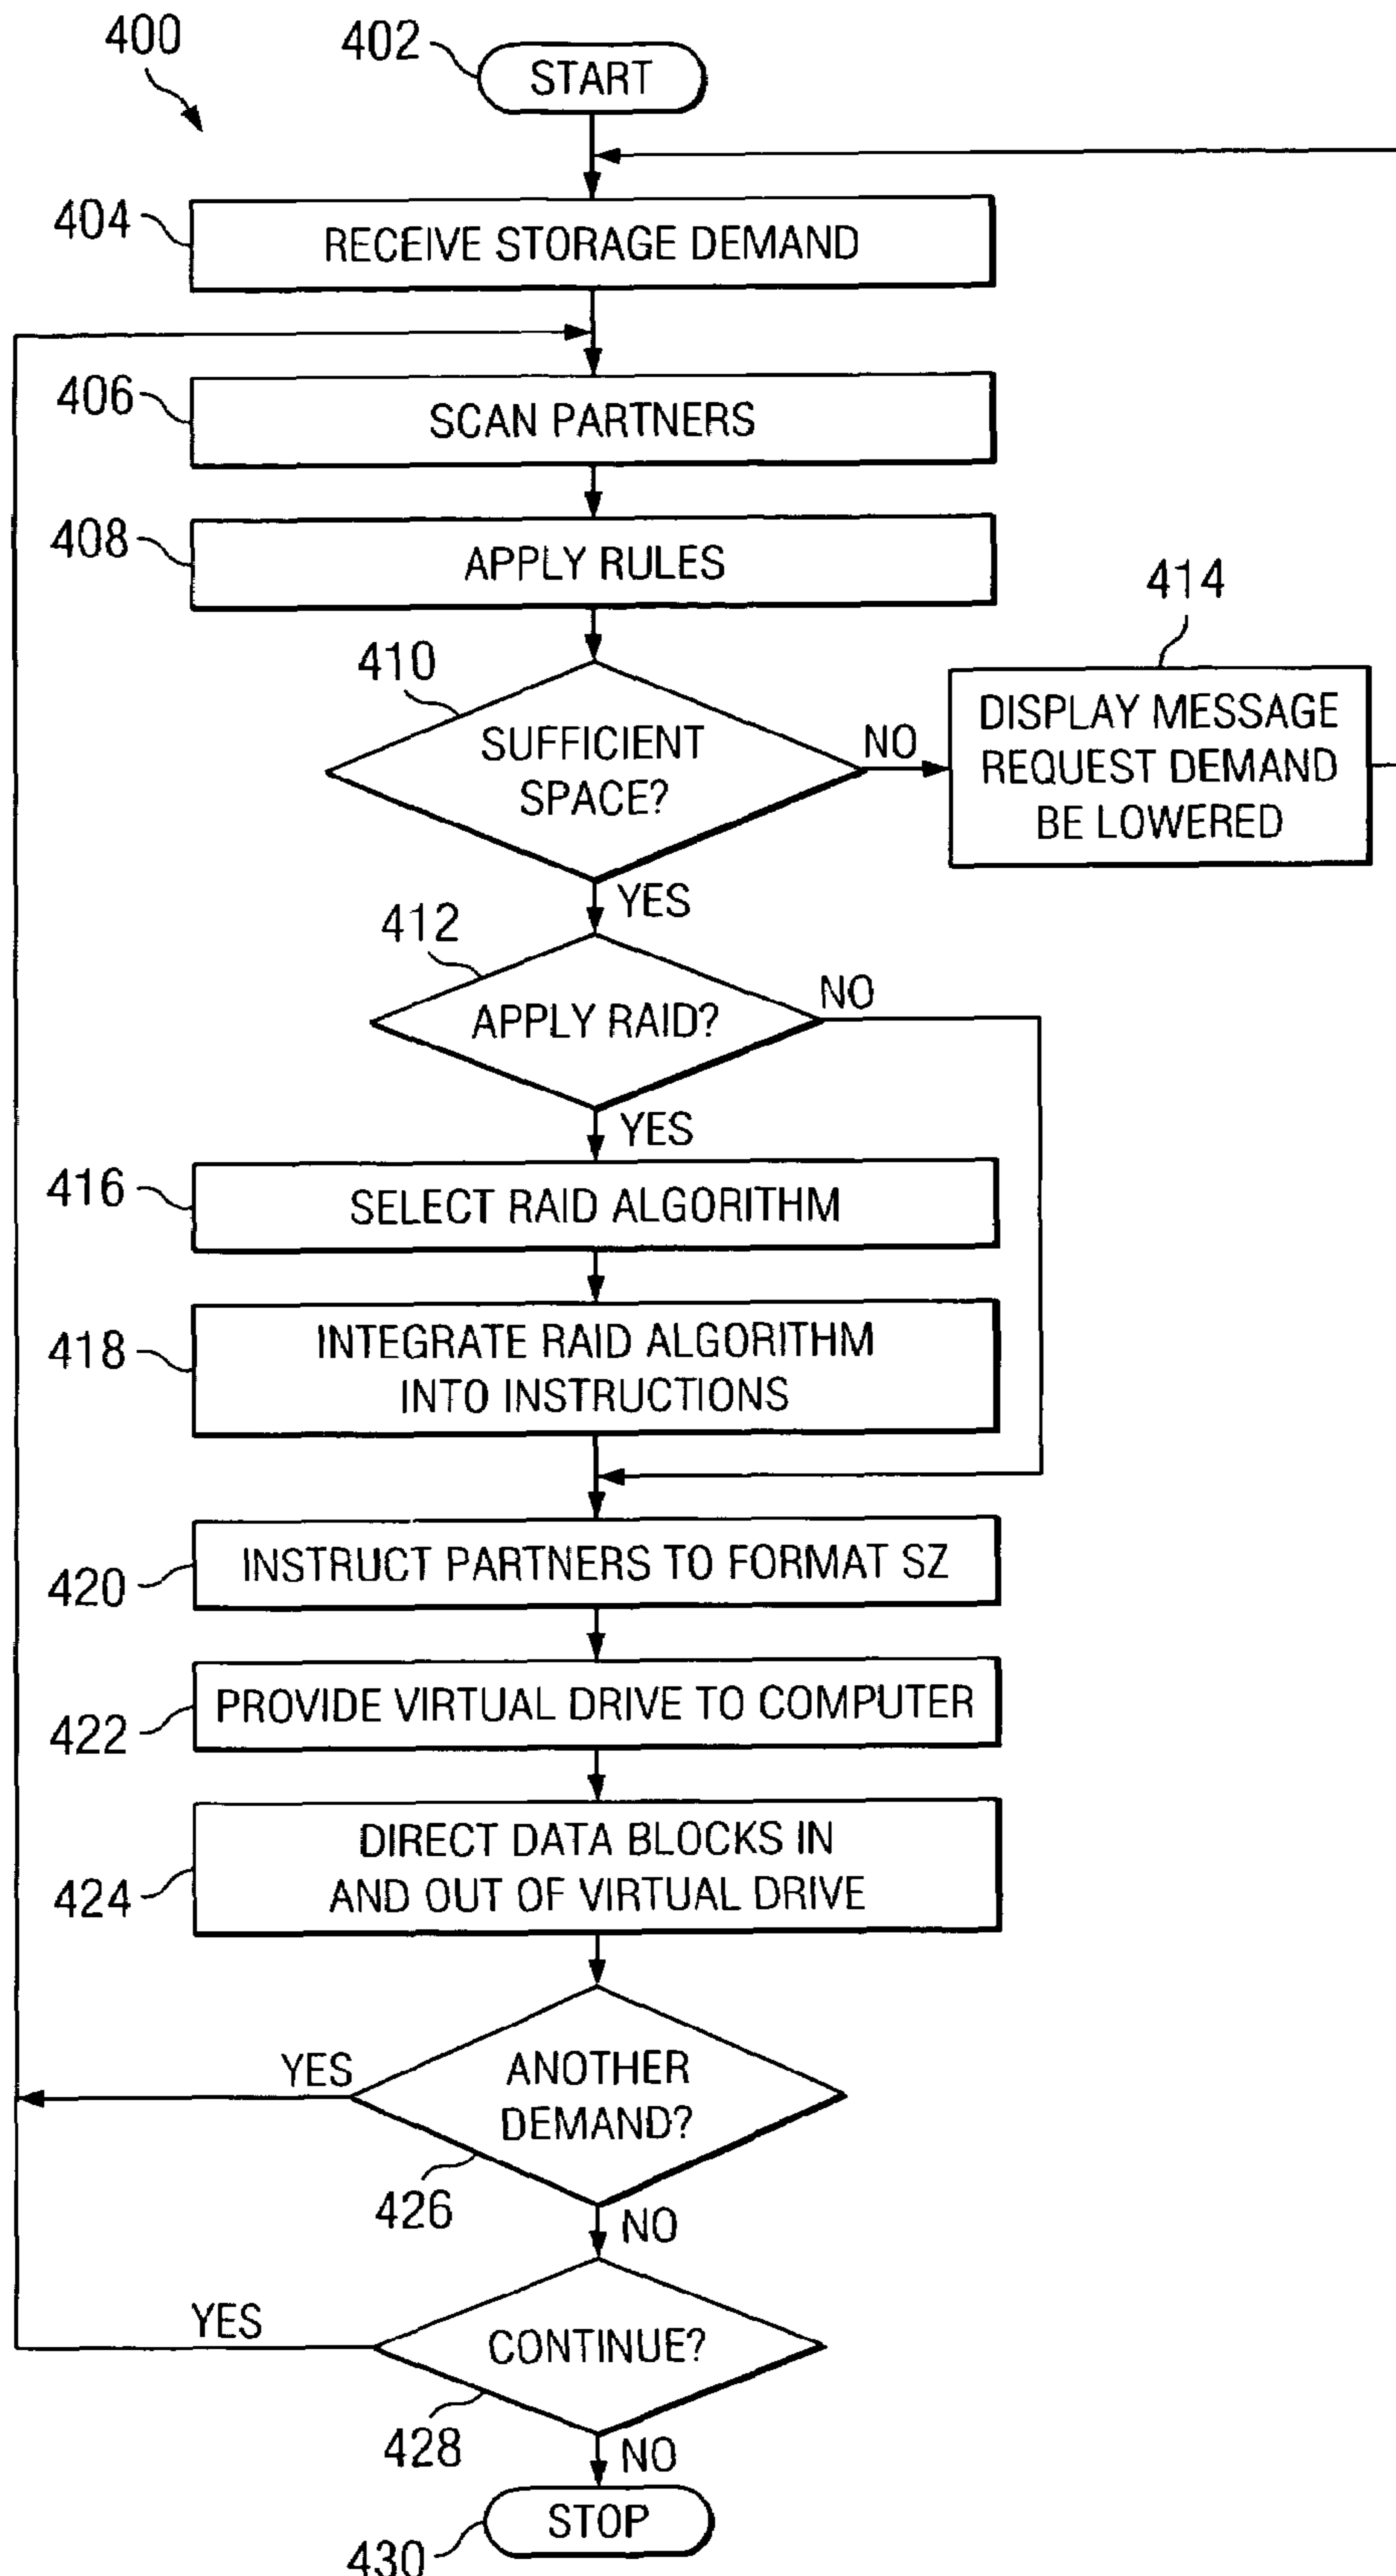 400
402
START
404
RECEIVE STORAGE DEMAND
406
SCAN PARTNERS
408
APPLY RULES
410
SUFFICIENT
SPACE?
NO
414
DISPLAY MESSAGE
REQUEST DEMAND
BE LOWERED
YES
412
APPLY RAID?
NO
YES
416
SELECT RAID ALGORITHM
418
INTEGRATE RAID ALGORITHM
INTO INSTRUCTIONS
420
INSTRUCT PARTNERS TO FORMAT SZ
422
PROVIDE VIRTUAL DRIVE TO COMPUTER
424
DIRECT DATA BLOCKS IN
AND OUT OF VIRTUAL DRIVE
YES
ANOTHER
DEMAND?
426
NO
YES
CONTINUE?
428
NO
STOP
430